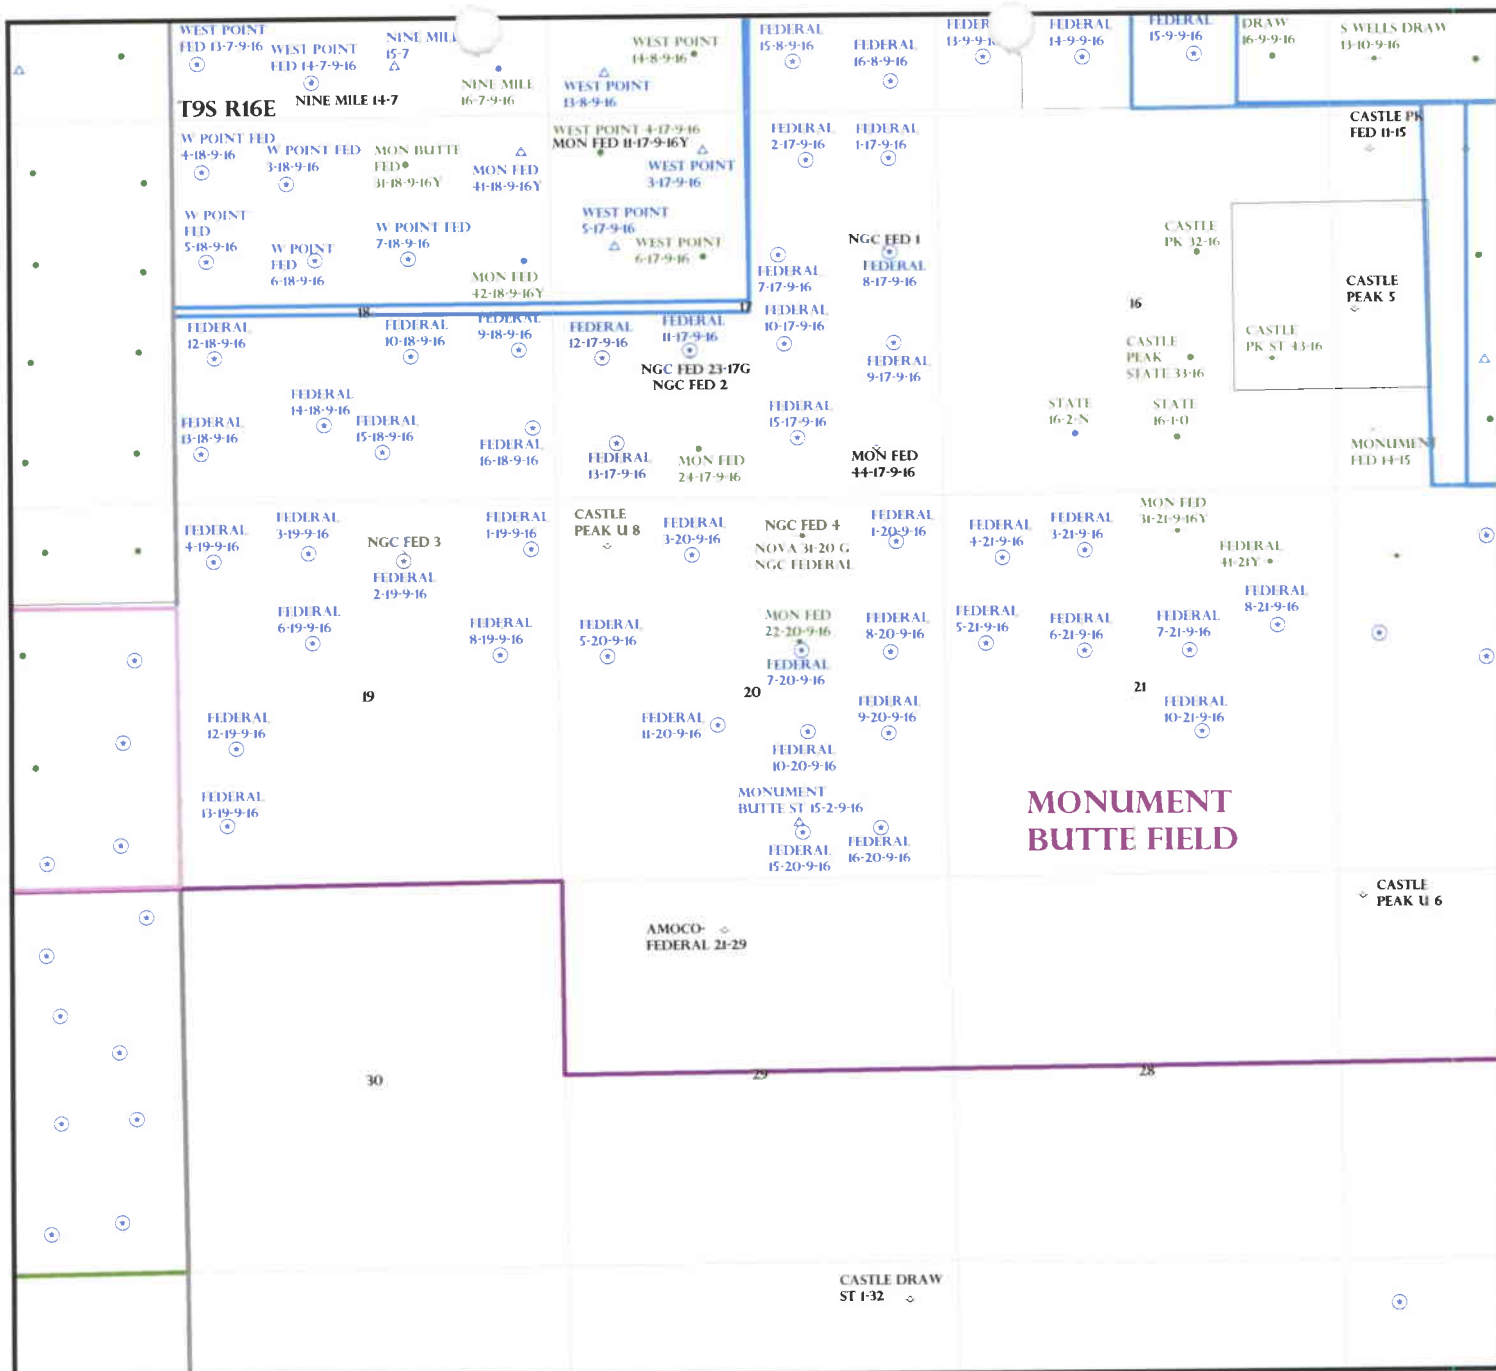 WEST POINT
FED 13-7-9-16
WEST POINT
FED 14-7-9-16
NINE MILE 14-7
NINE MILE
15-7
NINE MILE
16-7-9-16
WEST POINT
14-8-9-16
WEST POINT
13-8-9-16
FEDERAL
15-8-9-16
FEDERAL
16-8-9-16
13-9-9-16
FEDERAL
14-9-9-16
FEDERAL
15-9-9-16
DRAW
16-9-9-16
S WELLS DRAW
13-10-9-16
T9S R16E
W POINT FED
4-18-9-16
W POINT FED
3-18-9-16
MON BUTTE
FED
31-18-9-16Y
MON FED
41-18-9-16Y
WEST POINT 4-17-9-16
MON FED 11-17-9-16Y
WEST POINT
3-17-9-16
FEDERAL
2-17-9-16
FEDERAL
1-17-9-16
CASTLE PK
FED 11-15
W POINT
FED
5-18-9-16
W POINT
FED
6-18-9-16
W POINT FED
7-18-9-16
MON FED
42-18-9-16Y
WEST POINT
5-17-9-16
WEST POINT
6-17-9-16
FEDERAL
7-17-9-16
NGC FED 1
FEDERAL
8-17-9-16
CASTLE
PK 32-16
CASTLE
PEAK 5
18
17
16
FEDERAL
12-18-9-16
FEDERAL
10-18-9-16
FEDERAL
9-18-9-16
FEDERAL
12-17-9-16
FEDERAL
11-17-9-16
NGC FED 23-17G
NGC FED 2
FEDERAL
10-17-9-16
FEDERAL
9-17-9-16
CASTLE
PEAK
STATE 33-16
CASTLE
PK ST 43-16
FEDERAL
13-18-9-16
FEDERAL
14-18-9-16
FEDERAL
15-18-9-16
FEDERAL
16-18-9-16
FEDERAL
13-17-9-16
MON FED
24-17-9-16
FEDERAL
15-17-9-16
MON FED
44-17-9-16
STATE
16-2-N
STATE
16-1-O
MONUMENT
FED 14-15
FEDERAL
4-19-9-16
FEDERAL
3-19-9-16
NGC FED 3
FEDERAL
2-19-9-16
FEDERAL
1-19-9-16
CASTLE
PEAK U 8
FEDERAL
3-20-9-16
NGC FED 4
NOVA 31-20 G
NGC FEDERAL
FEDERAL
1-20-9-16
FEDERAL
4-21-9-16
FEDERAL
3-21-9-16
MON FED
31-21-9-16Y
FEDERAL
41-21Y
FEDERAL
6-19-9-16
FEDERAL
8-19-9-16
FEDERAL
5-20-9-16
MON FED
22-20-9-16
FEDERAL
7-20-9-16
FEDERAL
8-20-9-16
FEDERAL
5-21-9-16
FEDERAL
6-21-9-16
FEDERAL
7-21-9-16
FEDERAL
8-21-9-16
19
20
21
FEDERAL
12-19-9-16
FEDERAL
11-20-9-16
FEDERAL
10-20-9-16
FEDERAL
9-20-9-16
FEDERAL
10-21-9-16
FEDERAL
13-19-9-16
MONUMENT
BUTTE ST 15-2-9-16
FEDERAL
15-20-9-16
FEDERAL
16-20-9-16
MONUMENT
BUTTE FIELD
CASTLE
PEAK U 6
AMOCO-
FEDERAL 21-29
30
29
28
CASTLE DRAW
ST 1-32